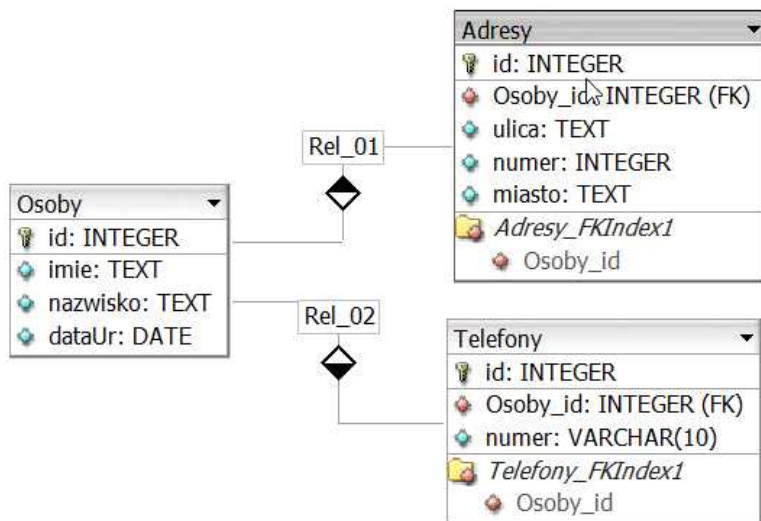 Adresy
id: INTEGER
Osoby_id: INTEGER (FK)
ulica: TEXT
numer: INTEGER
miasto: TEXT
Adresy_FKIndex1
Osoby_id
Rel_01
Osoby
id: INTEGER
imie: TEXT
nazwisko: TEXT
dataUr: DATE
Rel_02
Telefony
id: INTEGER
Osoby_id: INTEGER (FK)
numer: VARCHAR(10)
Telefony_FKIndex1
Osoby_id